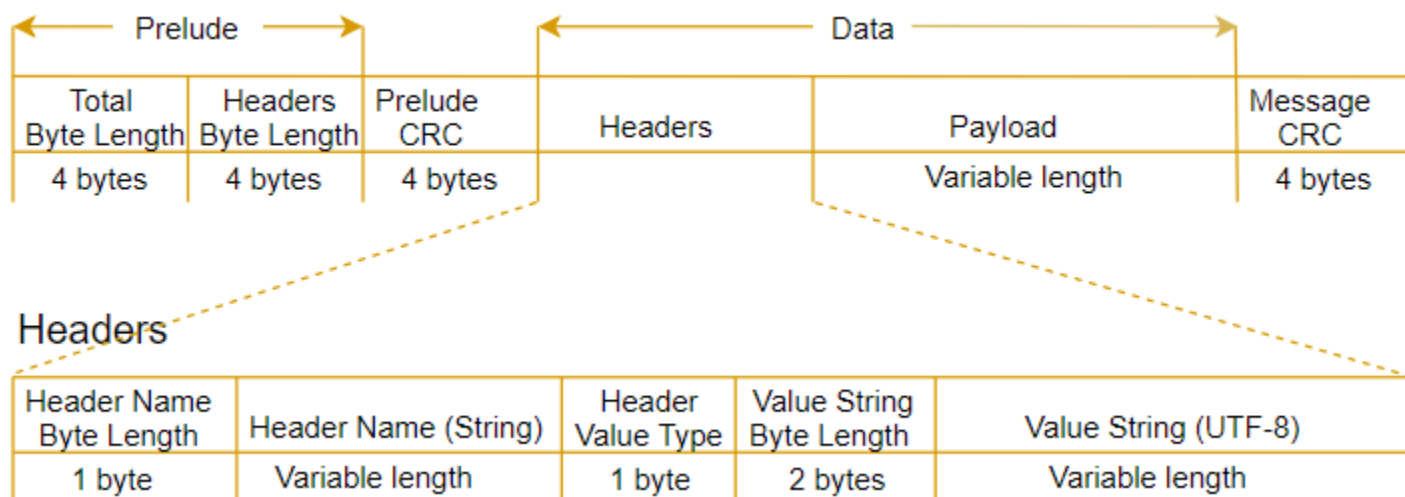 Prelude
Data
Total
Byte Length
Headers
Byte Length
Prelude
CRC
Headers
Payload
Message
CRC
4 bytes
4 bytes
4 bytes
Variable length
4 bytes
Headers
Header Name
Byte Length
Header Name (String)
Header
Value Type
Value String
Byte Length
Value String (UTF-8)
1 byte
Variable length
1 byte
2 bytes
Variable length